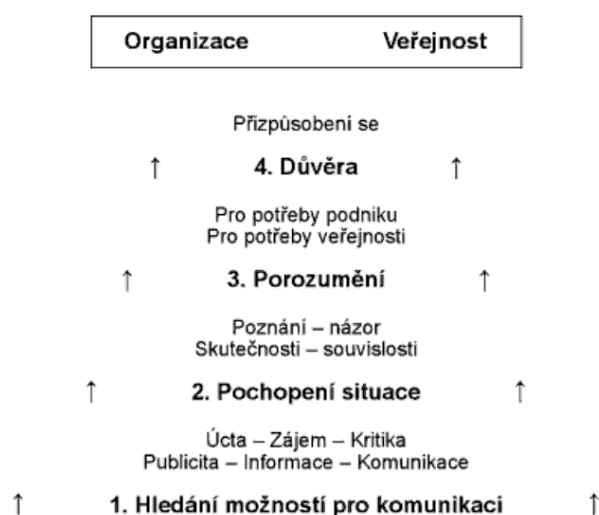 Organizace Veřejnost
Přizpůsobení se
↑ 4. Důvěra ↑
Pro potřeby podniku
Pro potřeby veřejnosti
↑ 3. Porozumění ↑
Poznání – názor
Skutečnosti – souvislosti
↑ 2. Pochopení situace ↑
Úcta – Zájem – Kritika
Publicita – Informace – Komunikace
↑ 1. Hledání možností pro komunikaci ↑